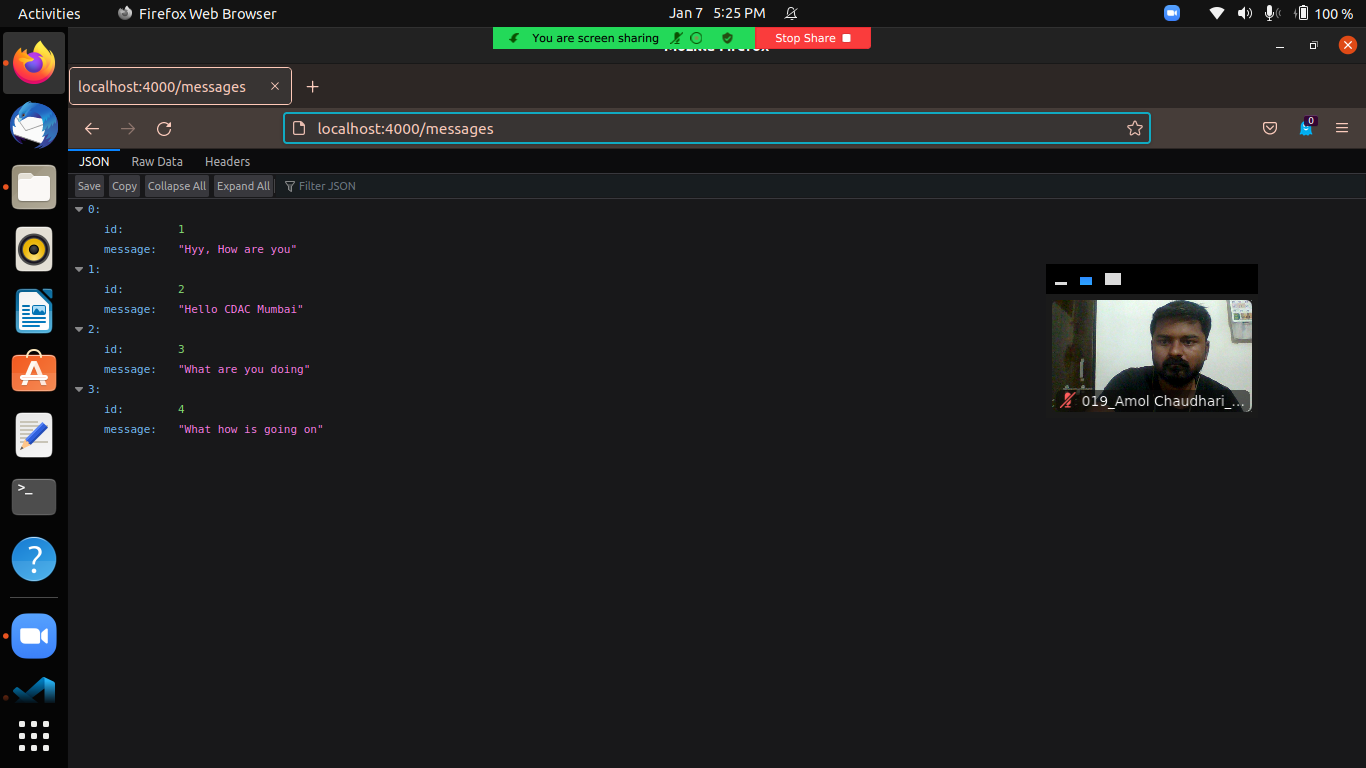 Activities
Firefox Web Browser
Jan 7 5:25 PM
100 %
You are screen sharing
Stop Share
localhost:4000/messages
localhost:4000/messages
0
JSON Raw Data Headers
Save Copy Collapse All Expand All Filter JSON
0:
id: 1
message: "Hyy, How are you"
1:
id: 2
message: "Hello CDAC Mumbai"
2:
id: 3
message: "What are you doing"
3:
id: 4
message: "What how is going on"
019_Amol Chaudhari_...
>_
?